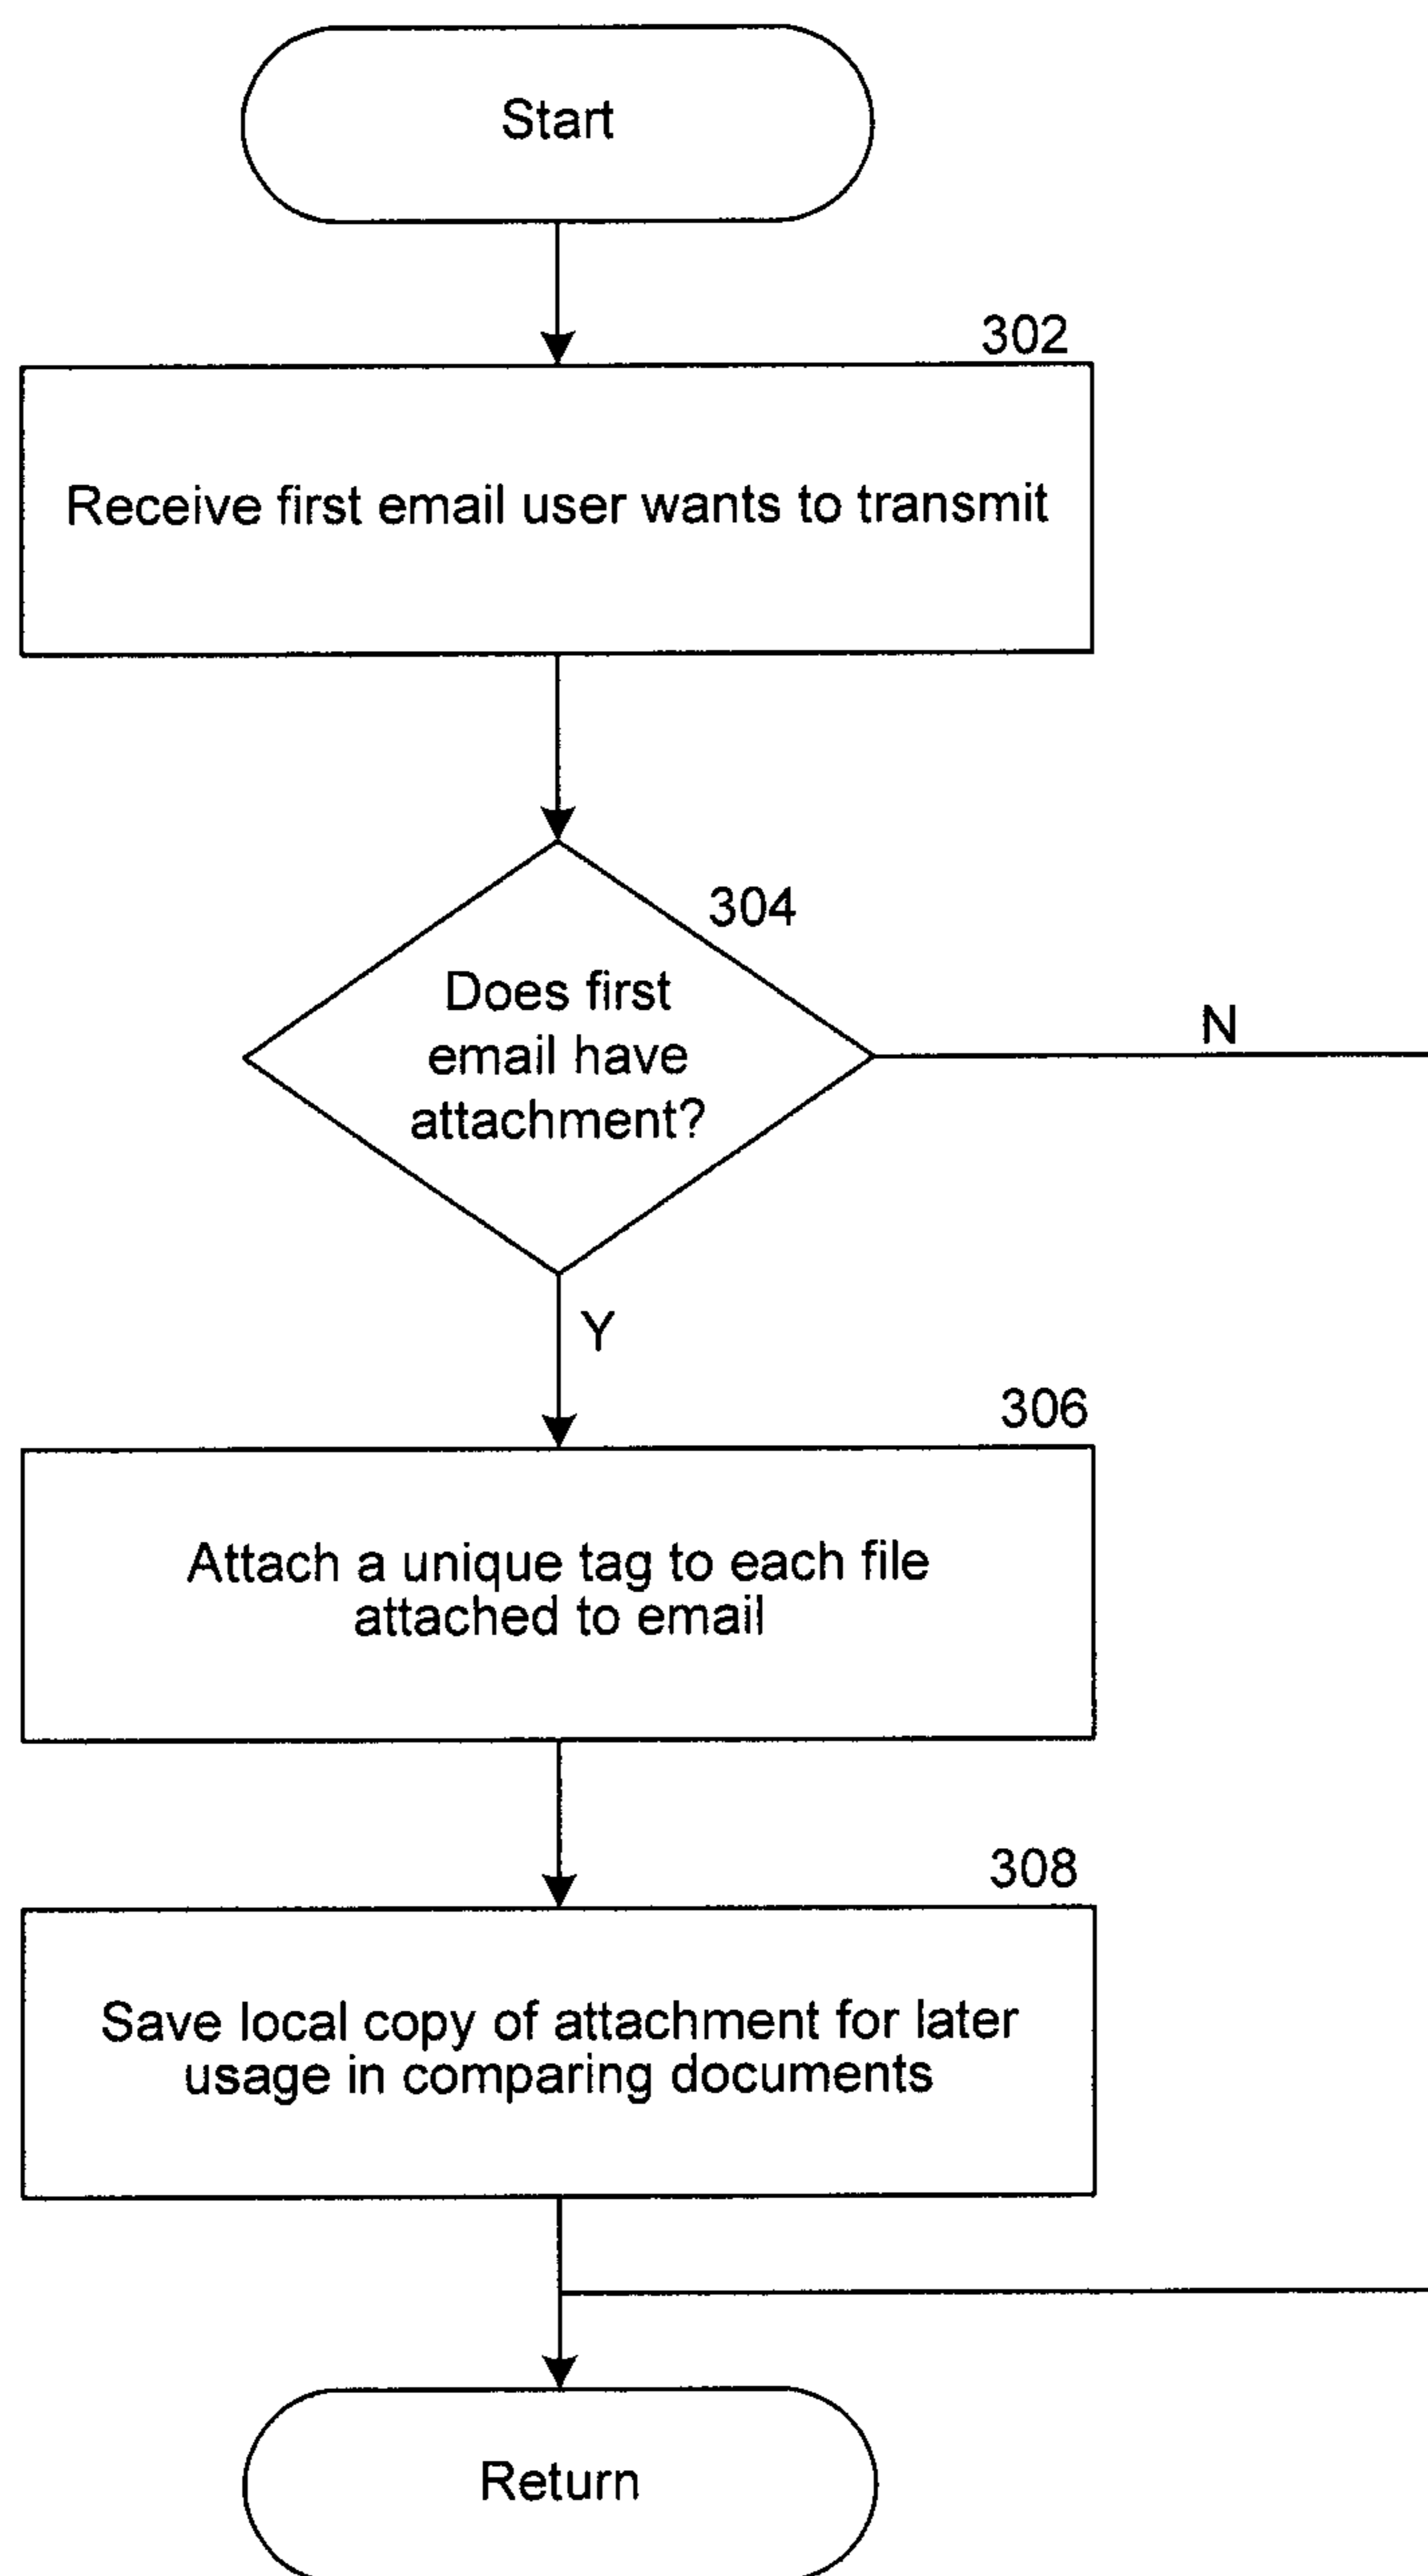 Start
302
Receive first email user wants to transmit
304
Does first
email have
attachment?
N
Y
306
Attach a unique tag to each file
attached to email
308
Save local copy of attachment for later
usage in comparing documents
Return